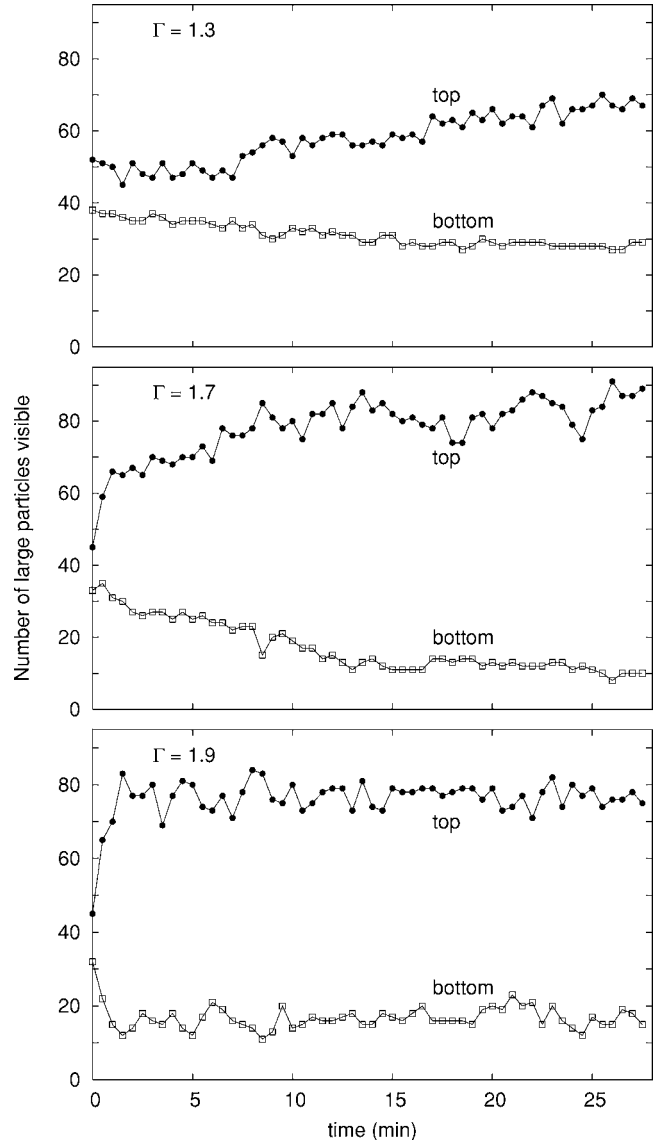 Γ = 1.3
80
60
40
20
0
top
bottom
Γ = 1.7
80
60
40
20
0
top
bottom
Number of large particles visible
Γ = 1.9
80
60
40
20
0
top
bottom
0 5 10 15 20 25
time (min)